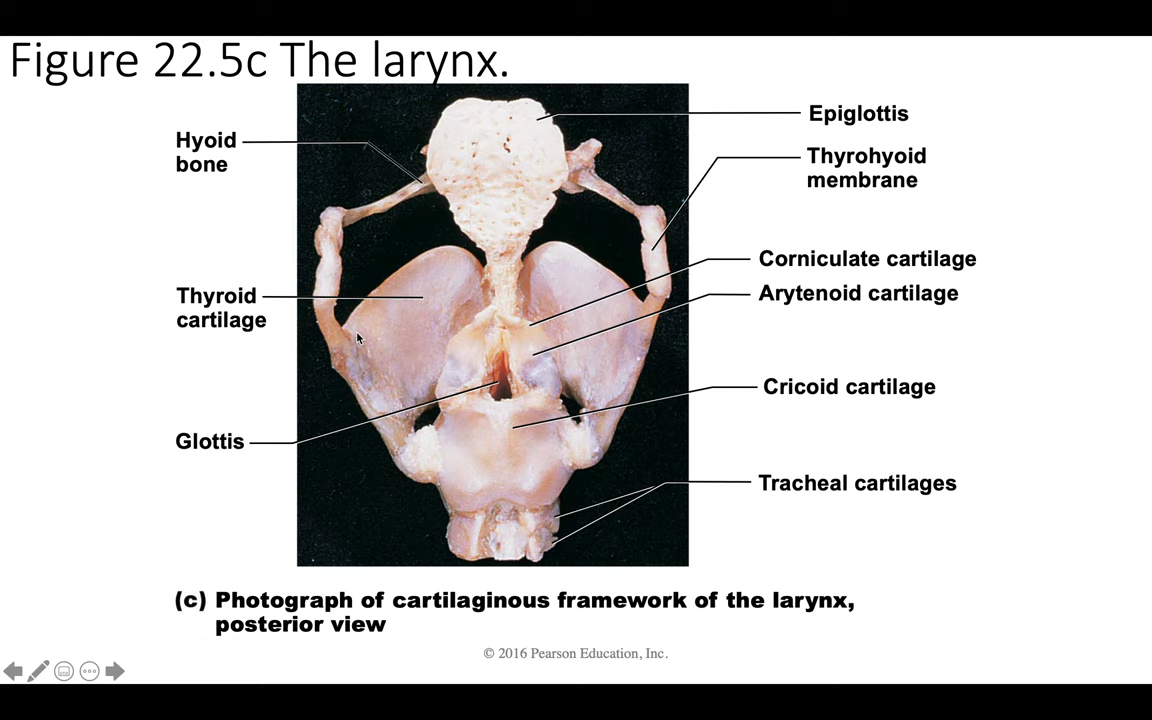 Figure 22.5c The larynx.
Hyoid
bone
Thyroid
cartilage
Glottis
Epiglottis
Thyrohyoid
membrane
Corniculate cartilage
Arytenoid cartilage
Cricoid cartilage
Tracheal cartilages
(c) Photograph of cartilaginous framework of the larynx,
posterior view
© 2016 Pearson Education, Inc.